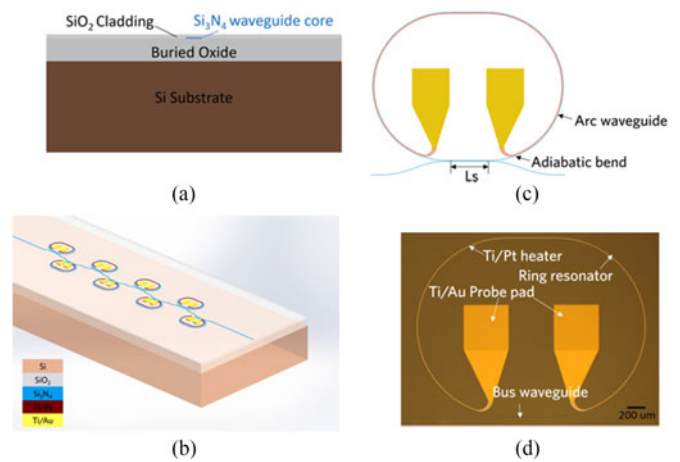 SiO2 Cladding
Si3N4 waveguide core
Buried Oxide
Si Substrate
(a)
Arc waveguide
Adiabatic bend
Ls
(c)
Si
SiO2
Si3N4
Ti/Au
(b)
Ti/Pt heater
Ring resonator
Ti/Au Probe pad
Bus waveguide
200 um
(d)